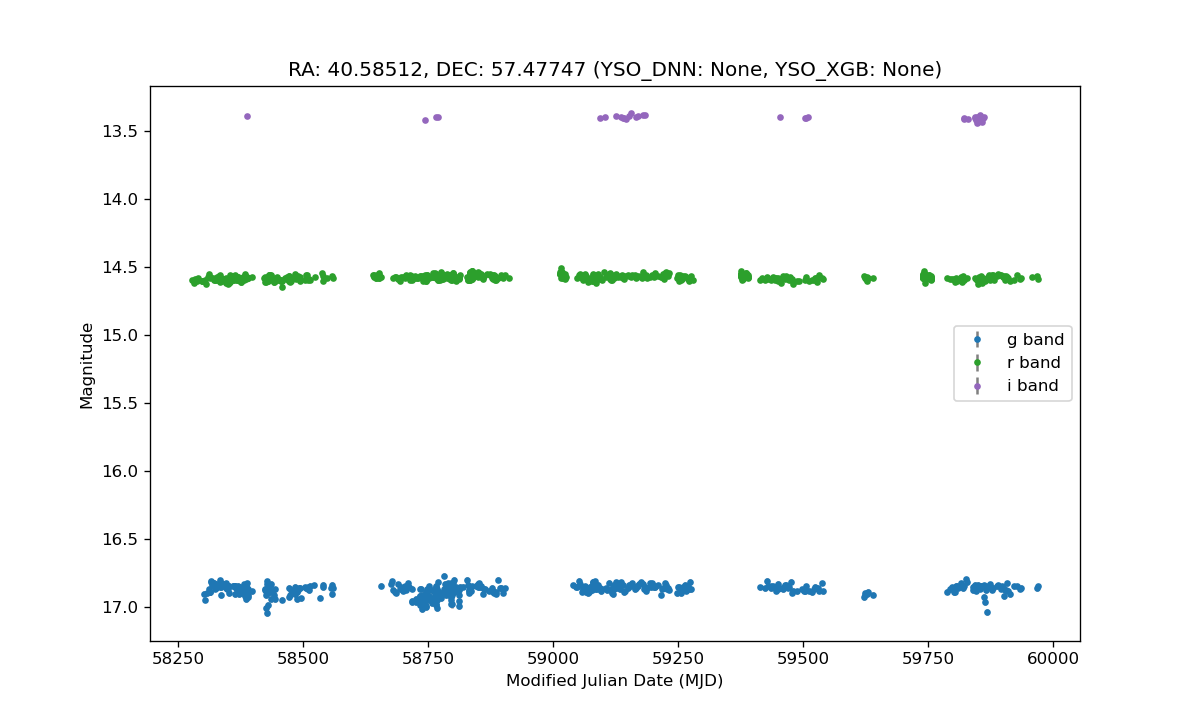 RA: 40.58512, DEC: 57.47747 (YSO_DNN: None, YSO_XGB: None)
13.5
14.0
14.5
15.0
15.5
16.0
16.5
17.0
Magnitude
g band
r band
i band
58250 58500 58750 59000 59250 59500 59750 60000
Modified Julian Date (MJD)